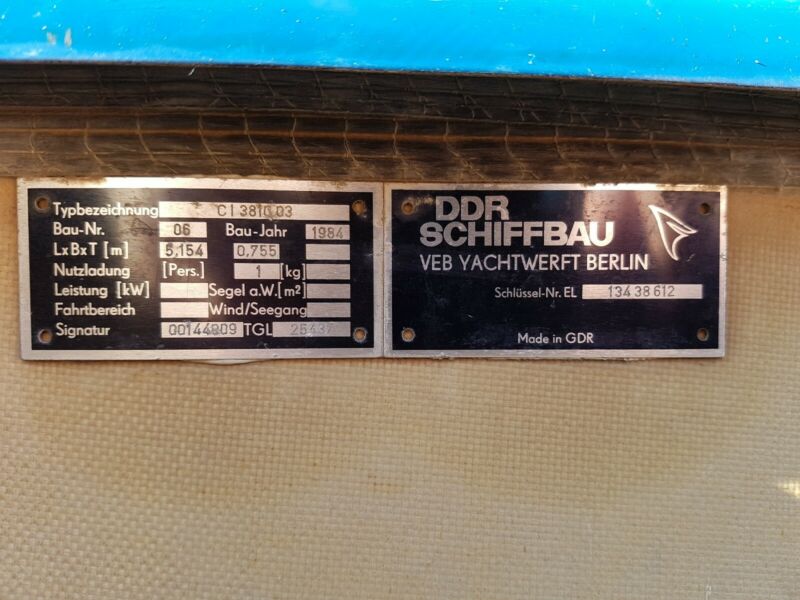 Typbezeichnung C I 3810 03
Bau-Nr. 06 Bau-Jahr 1984
L x B x T [m] 5,154 0,755
Nutzladung [Pers.] 1 [kg]
Leistung [kW] Segel a.W. [m²]
Fahrtbereich Wind/Seegang
Signatur 00144809 TGL
DDR
SCHIFFBAU
VEB YACHTWERFT BERLIN
Schlüssel-Nr. EL 134 38 612
Made in GDR